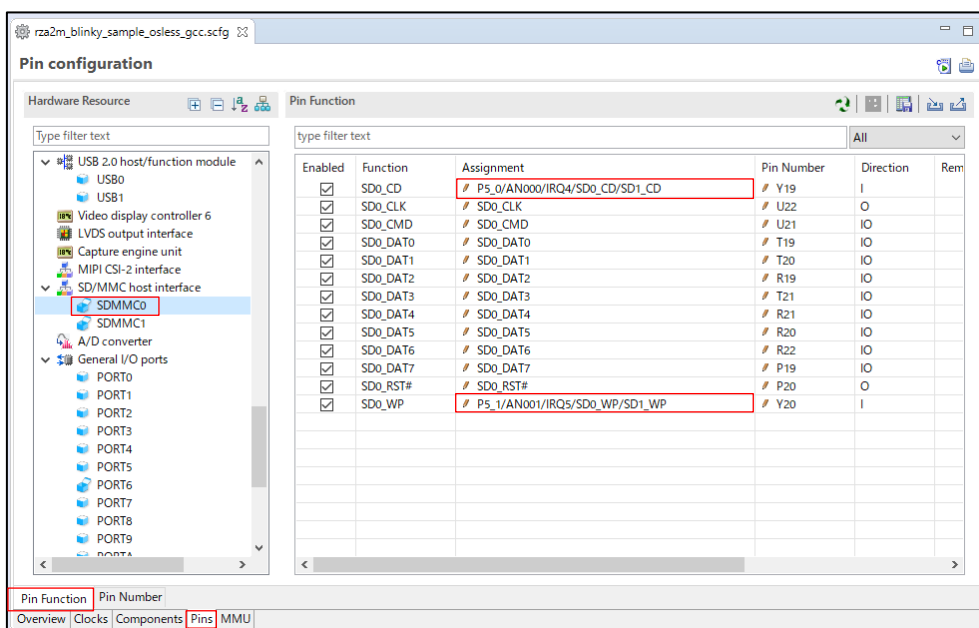 rza2m_blinky_sample_osless_gcc.scfg
Pin configuration
Hardware Resource
Type filter text
USB 2.0 host/function module
USB0
USB1
Video display controller 6
LVDS output interface
Capture engine unit
MIPI CSI-2 interface
SD/MMC host interface
SDMMC0
SDMMC1
A/D converter
General I/O ports
PORT0
PORT1
PORT2
PORT3
PORT4
PORT5
PORT6
PORT7
PORT8
PORT9
PORTA
Pin Function
type filter text All
Enabled Function Assignment Pin Number Direction Rem
SD0_CD P5_0/AN000/IRQ4/SD0_CD/SD1_CD Y19 I
SD0_CLK SD0_CLK U22 O
SD0_CMD SD0_CMD U21 IO
SD0_DAT0 SD0_DAT0 T19 IO
SD0_DAT1 SD0_DAT1 T20 IO
SD0_DAT2 SD0_DAT2 R19 IO
SD0_DAT3 SD0_DAT3 T21 IO
SD0_DAT4 SD0_DAT4 R21 IO
SD0_DAT5 SD0_DAT5 R20 IO
SD0_DAT6 SD0_DAT6 R22 IO
SD0_DAT7 SD0_DAT7 P19 IO
SD0_RST# SD0_RST# P20 O
SD0_WP P5_1/AN001/IRQ5/SD0_WP/SD1_WP Y20 I
Pin Function Pin Number
Overview Clocks Components Pins MMU